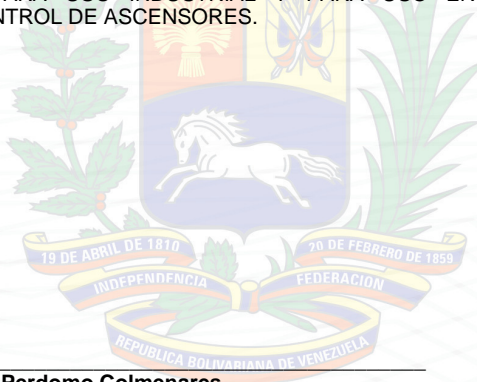 PARA USO INDUSTRIAL Y PARA USO EN
NTROL DE ASCENSORES.
19 DE ABRIL DE 1810
20 DE FEBRERO DE 1859
INDEPENDENCIA
FEDERACION
REPUBLICA BOLIVARIANA DE VENEZUELA
Perdomo Colmenares